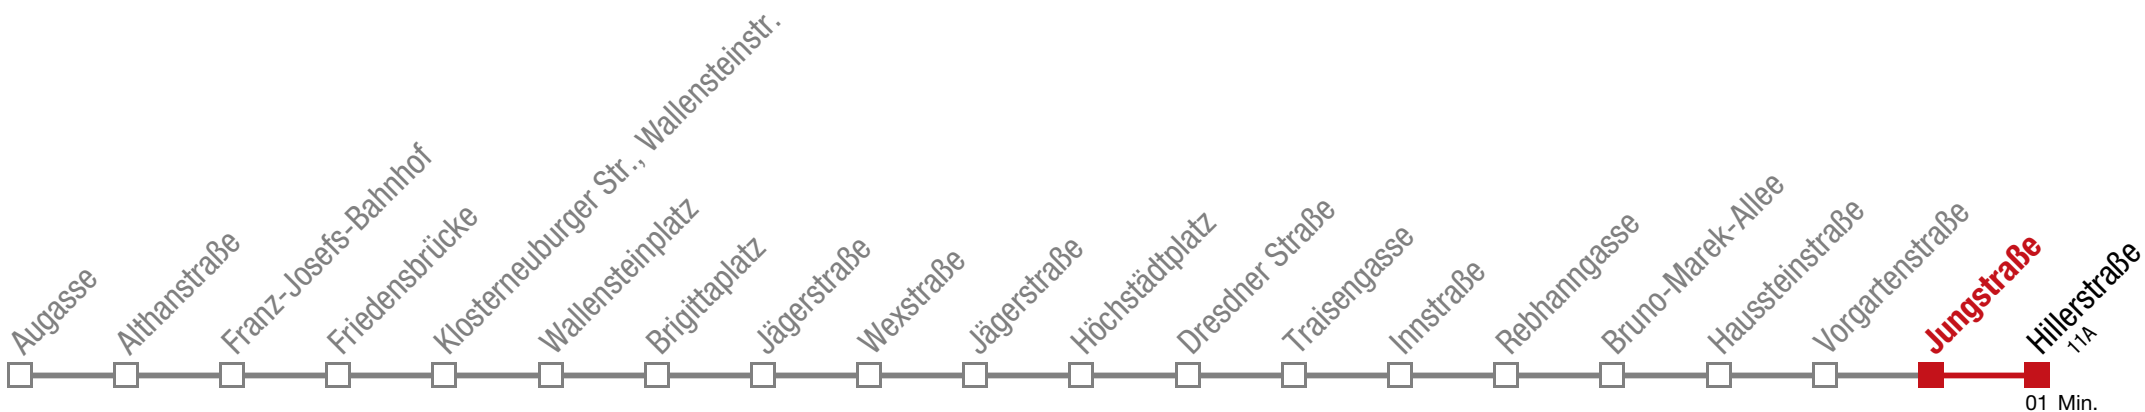 Augasse
Althanstraße
Franz-Josefs-Bahnhof
Friedensbrücke
Klosterneuburger Str., Wallensteinstr.
Wallensteinplatz
Brigittaplatz
Jägerstraße
Wexstraße
Jägerstraße
Höchstädtplatz
Dresdner Straße
Traisengasse
Innstraße
Rebhanngasse
Bruno-Marek-Allee
Haussteinstraße
Vorgartenstraße
Jungstraße
Hillerstraße
11A
01 Min.